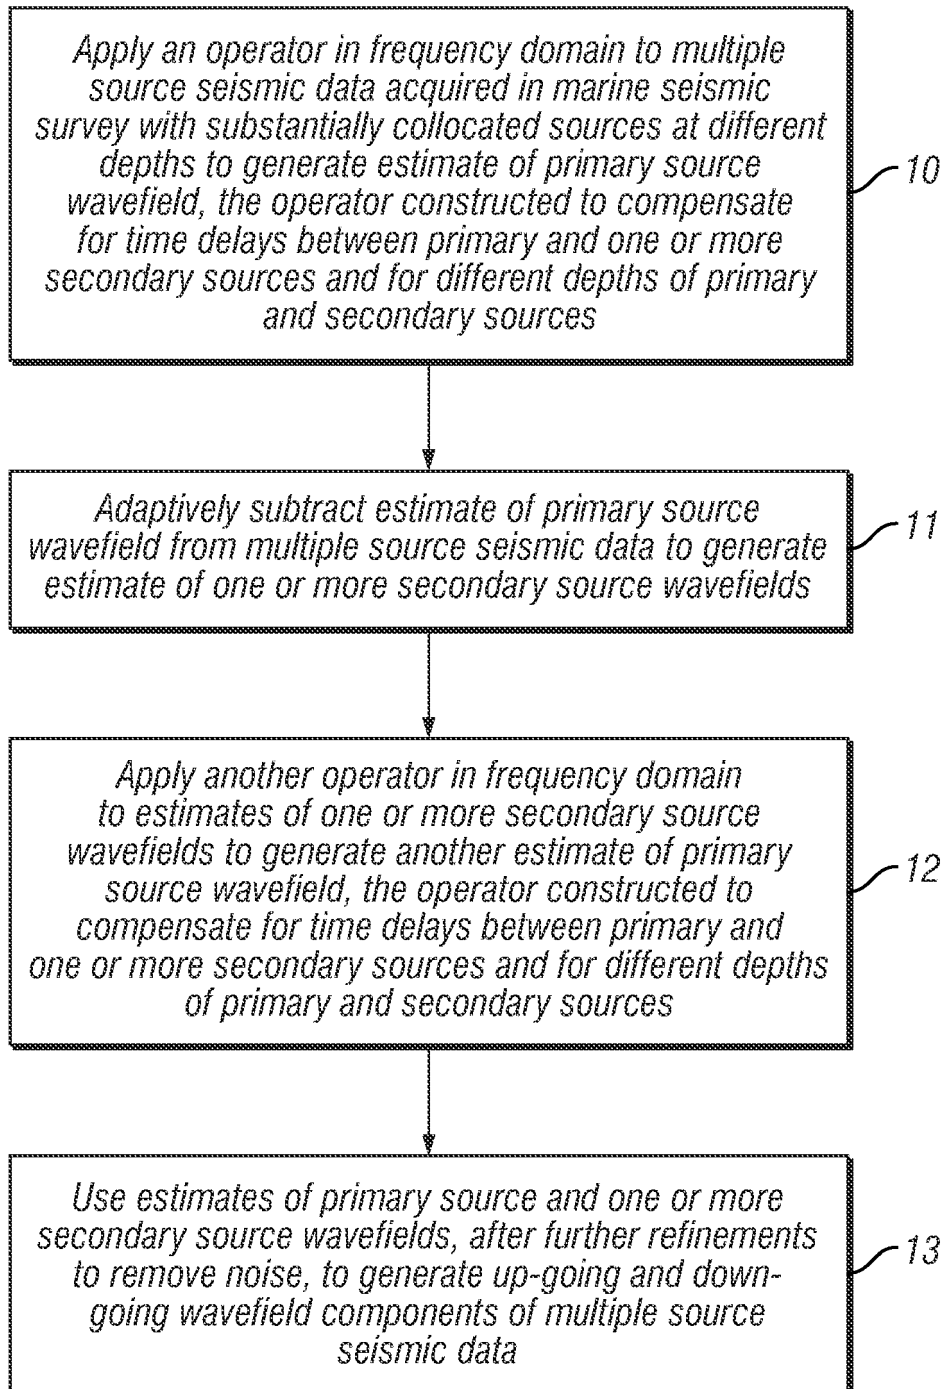 Apply an operator in frequency domain to multiple
source seismic data acquired in marine seismic
survey with substantially collocated sources at different
depths to generate estimate of primary source
wavefield, the operator constructed to compensate
for time delays between primary and one or more
secondary sources and for different depths of primary
and secondary sources
10
Adaptively subtract estimate of primary source
wavefield from multiple source seismic data to generate
estimate of one or more secondary source wavefields
11
Apply another operator in frequency domain
to estimates of one or more secondary source
wavefields to generate another estimate of primary
source wavefield, the operator constructed to
compensate for time delays between primary and
one or more secondary sources and for different depths
of primary and secondary sources
12
Use estimates of primary source and one or more
secondary source wavefields, after further refinements
to remove noise, to generate up-going and down-
going wavefield components of multiple source
seismic data
13